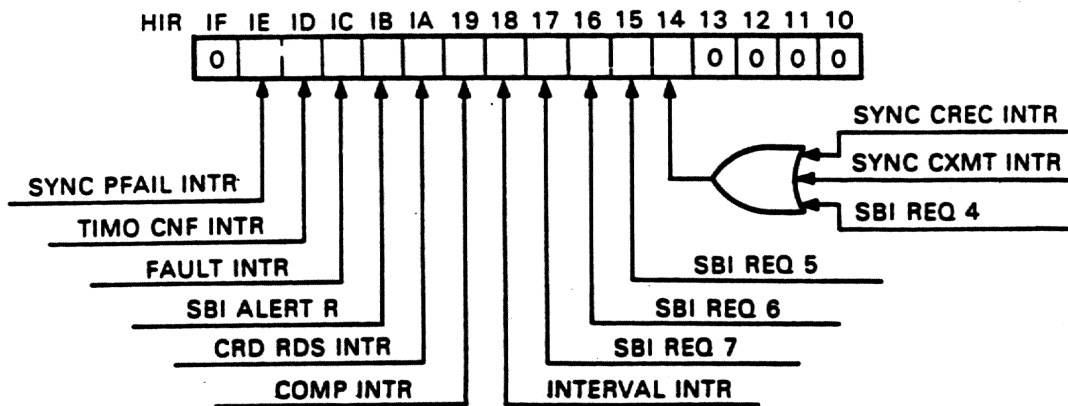 HIR IF IE ID IC IB IA 19 18 17 16 15 14 13 12 11 10
0 0 0 0 0
SYNC CREC INTR
SYNC CXMT INTR
SBI REQ 4
SYNC PFAIL INTR
TIMO CNF INTR
FAULT INTR
SBI REQ 5
SBI ALERT R
SBI REQ 6
CRD RDS INTR
SBI REQ 7
COMP INTR
INTERVAL INTR